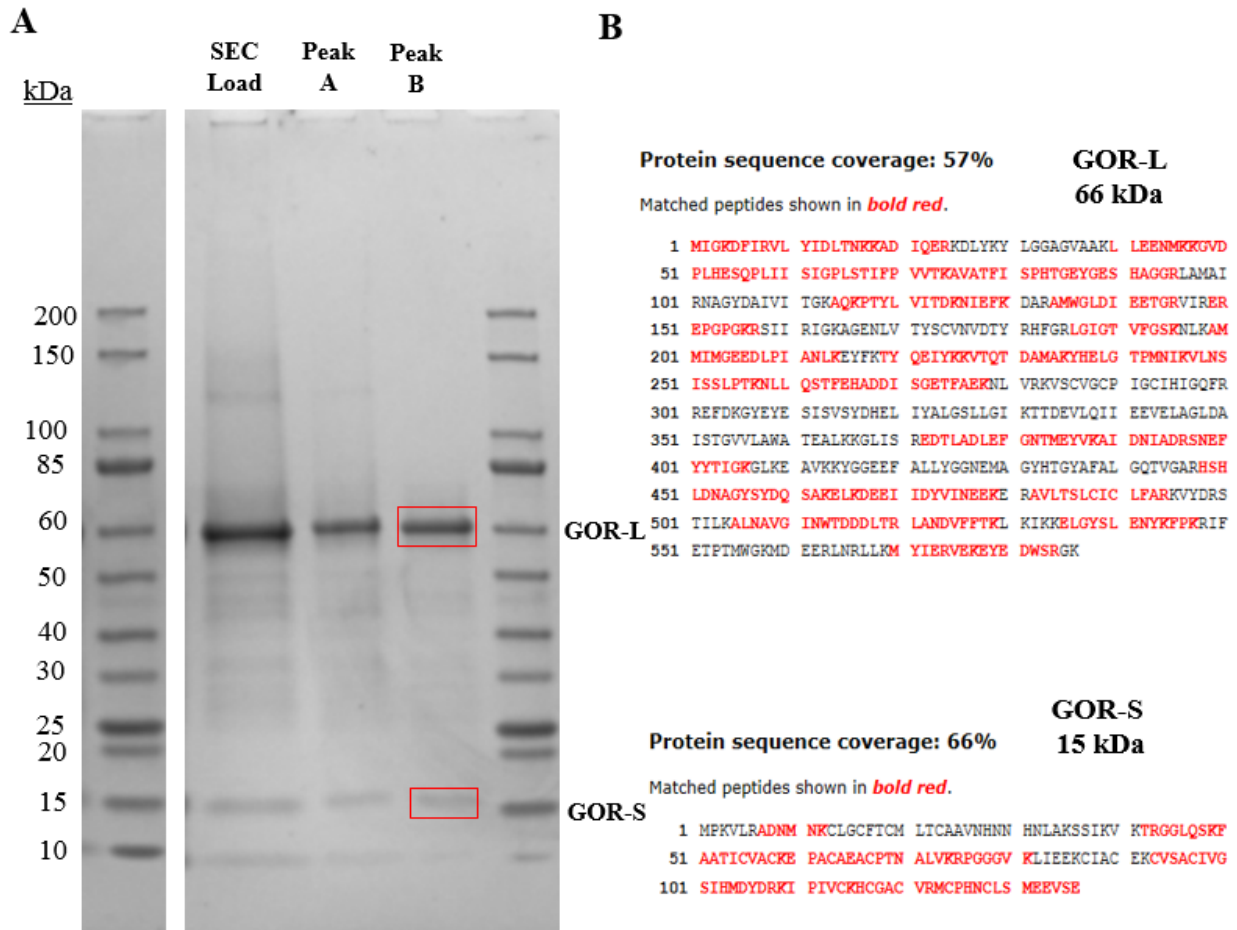 A
SEC Load
Peak A
Peak B
kDa
200
150
100
85
60
50
40
30
25
20
15
10
GOR-L
GOR-S
B
Protein sequence coverage: 57%
GOR-L
66 kDa
Matched peptides shown in bold red.
1 MIGKDFIRVL YIDLTNKKAD IQERKDLYKY LGGAGVAAKL LEENMKKGVD
51 PLHESQPLII SIGPLSTIFP VVTKAVATFI SPHTGEYGES HAGGRLAMAI
101 RNAGYDAIVI TGKAQKPTYL VITDKNIEFK DARAMWGLDI EETGRVIRER
151 EPGPGKRSII RIGKAGENLV TYSCVNVDTY RHFGRLGIGT VFGSKNLKAM
201 MIMGEEDLPI ANLKEYFKTY QEIYKKVTQT DAMAKYHELG TPMNIKVLNS
251 ISSLPTKNLL QSTFEHADDI SGETFAEKNL VRKVSCVGCP IGCIHIGQFR
301 REFDKGYEYE SISVSYDHEL IYALGSLLGI KTTDEVLQII EEVELAGLDA
351 ISTGVVLAWA TEALKKGLIS REDTLADLEF GNTMEYVKAI DNIADRSNEF
401 YYTIGKGLKE AVKKYGGEEF ALLYGGNEMA GYHTGYAFAL GQTVGARHSH
451 LDNAGYSYDQ SAKELKDEEI IDYVINEEKE RAVLTSLCIC LFARKVYDRS
501 TILKALNAVG INWTDDDLTR LANDVFFTKL KIKKELGYSL ENYKFPKRIF
551 ETPTMWGKMD EERLNRLLKM YIERVEKEYE DWSRGK
GOR-S
15 kDa
Protein sequence coverage: 66%
Matched peptides shown in bold red.
1 MPKVLRADNM NKCLGCFTCM LTCAAVNHNN HNLAKSSIKV KTRGGLQSKF
51 AATICVACKE PACAEACPTN ALVKRPGGGV KLIEEKCIAC EKCVSACIVG
101 SIHMDYDRKI PIVCKHCGAC VRMCPHNCLS MEEVSE